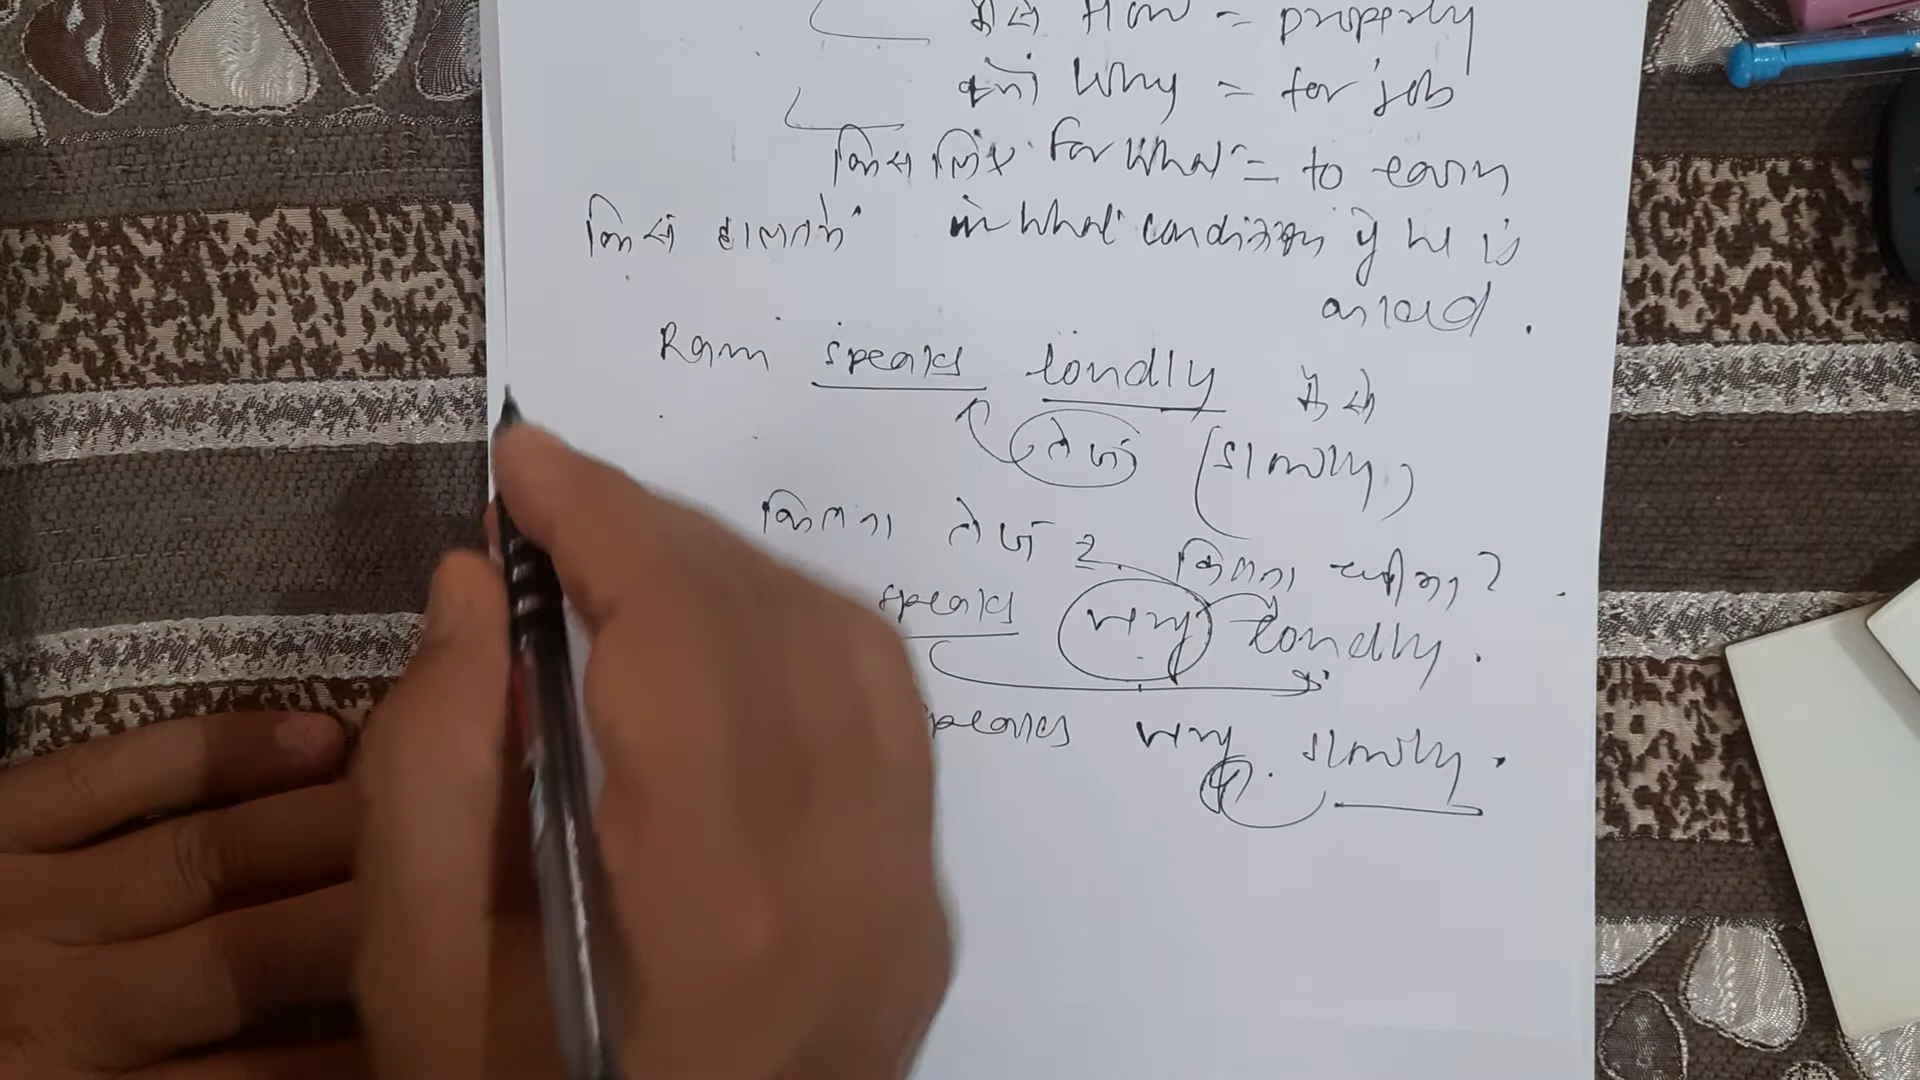 कैसे How = properly
क्यों Why = for job
किस लिए for what = to earn
किस हालत में in what condition if he is
Ram speaks loudly कैसे
तेज (slowly)
कितना तेज ? कितना धीमा ?
speaks very loudly.
speaks very slowly.